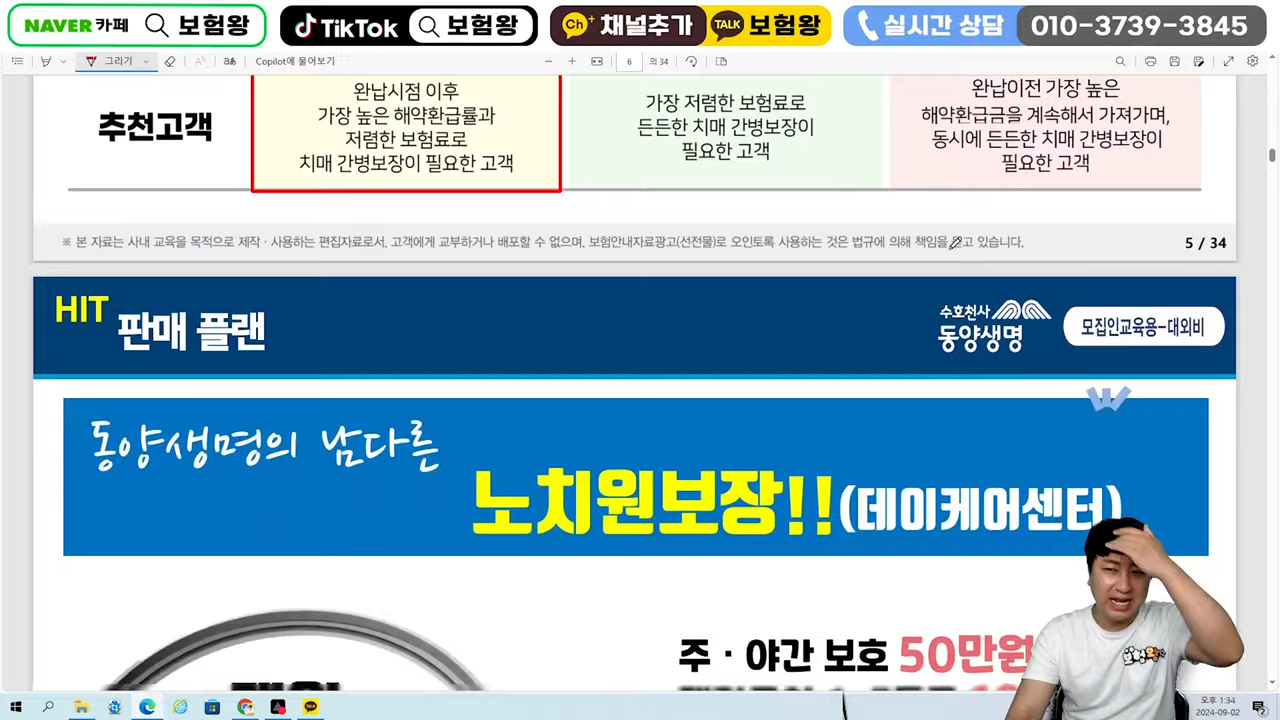 NAVER 카페 보험왕
TikTok 보험왕
Ch+ 채널추가 TALK 보험왕
실시간 상담 010-3739-3845
그리기
가あ
Copilot에 물어보기
6 의 34
추천고객
완납시점 이후
가장 높은 해약환급률과
저렴한 보험료로
치매 간병보장이 필요한 고객
가장 저렴한 보험료로
든든한 치매 간병보장이
필요한 고객
완납이전 가장 높은
해약환급금을 계속해서 가져가며,
동시에 든든한 치매 간병보장이
필요한 고객
※ 본 자료는 사내 교육을 목적으로 제작 · 사용하는 편집자료로서, 고객에게 교부하거나 배포할 수 없으며, 보험안내자료광고(선전물)로 오인토록 사용하는 것은 법규에 의해 책임을 고 있습니다.
5 / 34
HIT 판매 플랜
수호천사
동양생명
모집인교육용-대외비
동양생명의 남다른
노치원보장!!(데이케어센터)
주 · 야간 보호 50만원
오후 1:34
2024-09-02